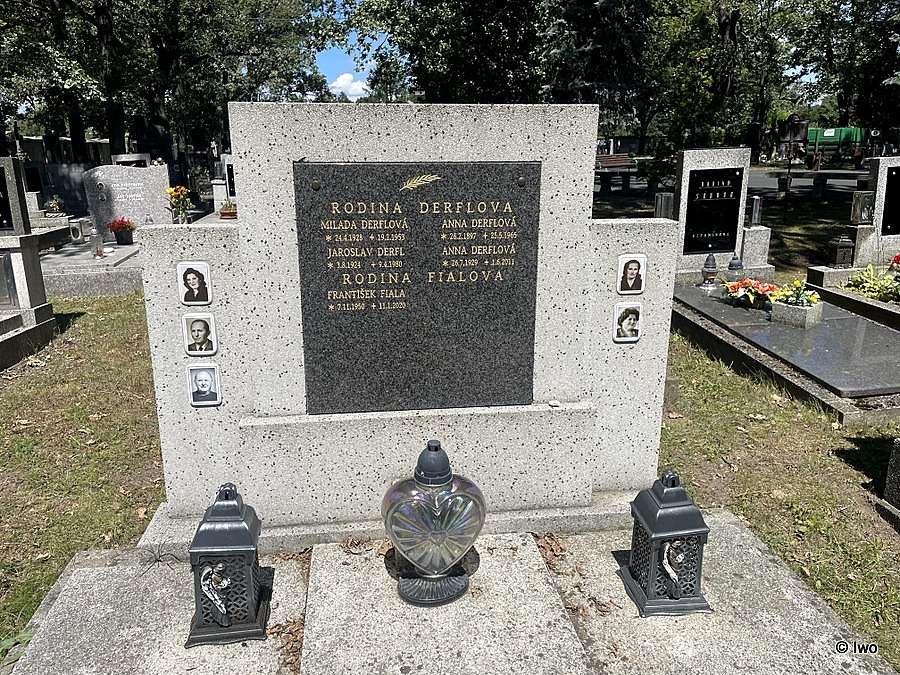 RODINA DERFLOVA
MILADA DERFLOVÁ
* 24.4.1928 + 19.2.1953
JAROSLAV DERFL
* 3.8.1924 + 9.4.1980
ANNA DERFLOVÁ
* 28.2.1897 + 25.5.1965
ANNA DERFLOVÁ
* 26.7.1929 + 1.6.2011
RODINA FIALOVA
FRANTIŠEK FIALA
* 7.11.1950 + 11.1.2020
RODINA
© Iwo